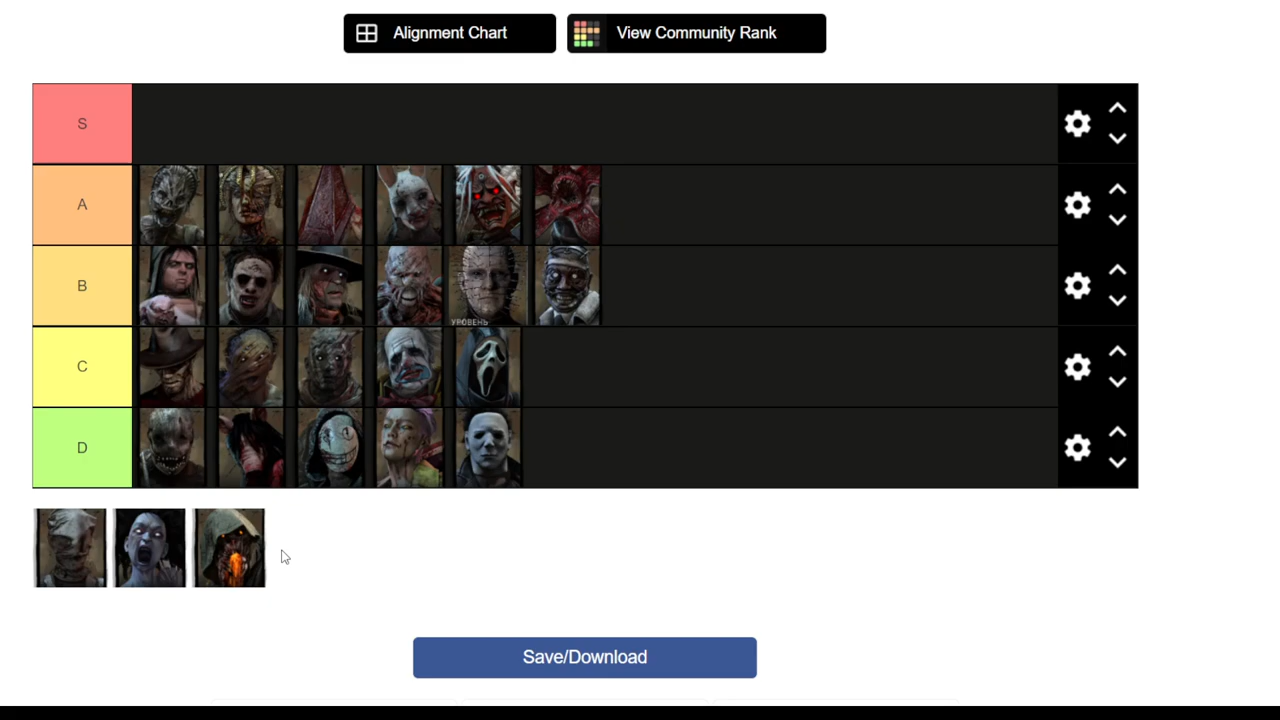 Alignment Chart
View Community Rank
S
A
B
УРОВЕНЬ
C
D
Save/Download